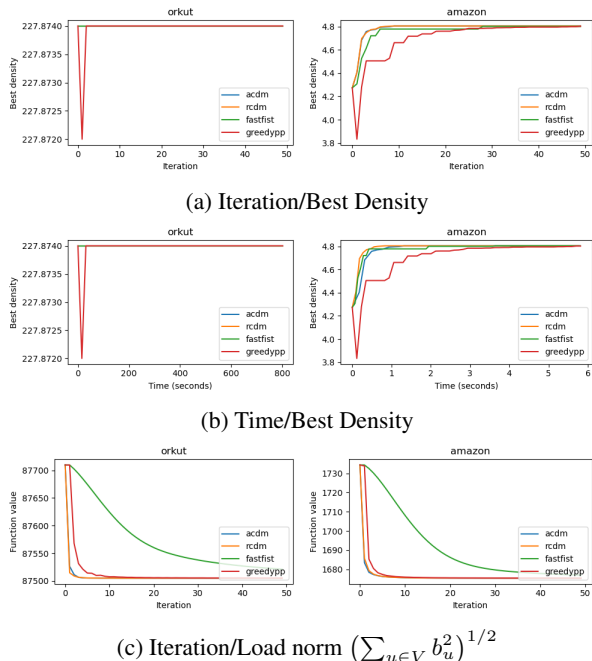 orkut
227.8740
227.8735
227.8730
227.8725
227.8720
Best density
0 10 20 30 40 50
Iteration
acdm
rcdm
fastfist
greedypp
amazon
4.8
4.6
4.4
4.2
4.0
3.8
Best density
0 10 20 30 40 50
Iteration
acdm
rcdm
fastfist
greedypp
(a) Iteration/Best Density
orkut
227.8740
227.8735
227.8730
227.8725
227.8720
Best density
0 200 400 600 800
Time (seconds)
acdm
rcdm
fastfist
greedypp
amazon
4.8
4.6
4.4
4.2
4.0
3.8
Best density
0 1 2 3 4 5 6
Time (seconds)
acdm
rcdm
fastfist
greedypp
(b) Time/Best Density
orkut
87700
87650
87600
87550
87500
Function value
0 10 20 30 40 50
Iteration
acdm
rcdm
fastfist
greedypp
amazon
1730
1720
1710
1700
1690
1680
Function value
0 10 20 30 40 50
Iteration
acdm
rcdm
fastfist
greedypp
(c) Iteration/Load norm (∑_{u∈V} b_u^2)^{1/2}